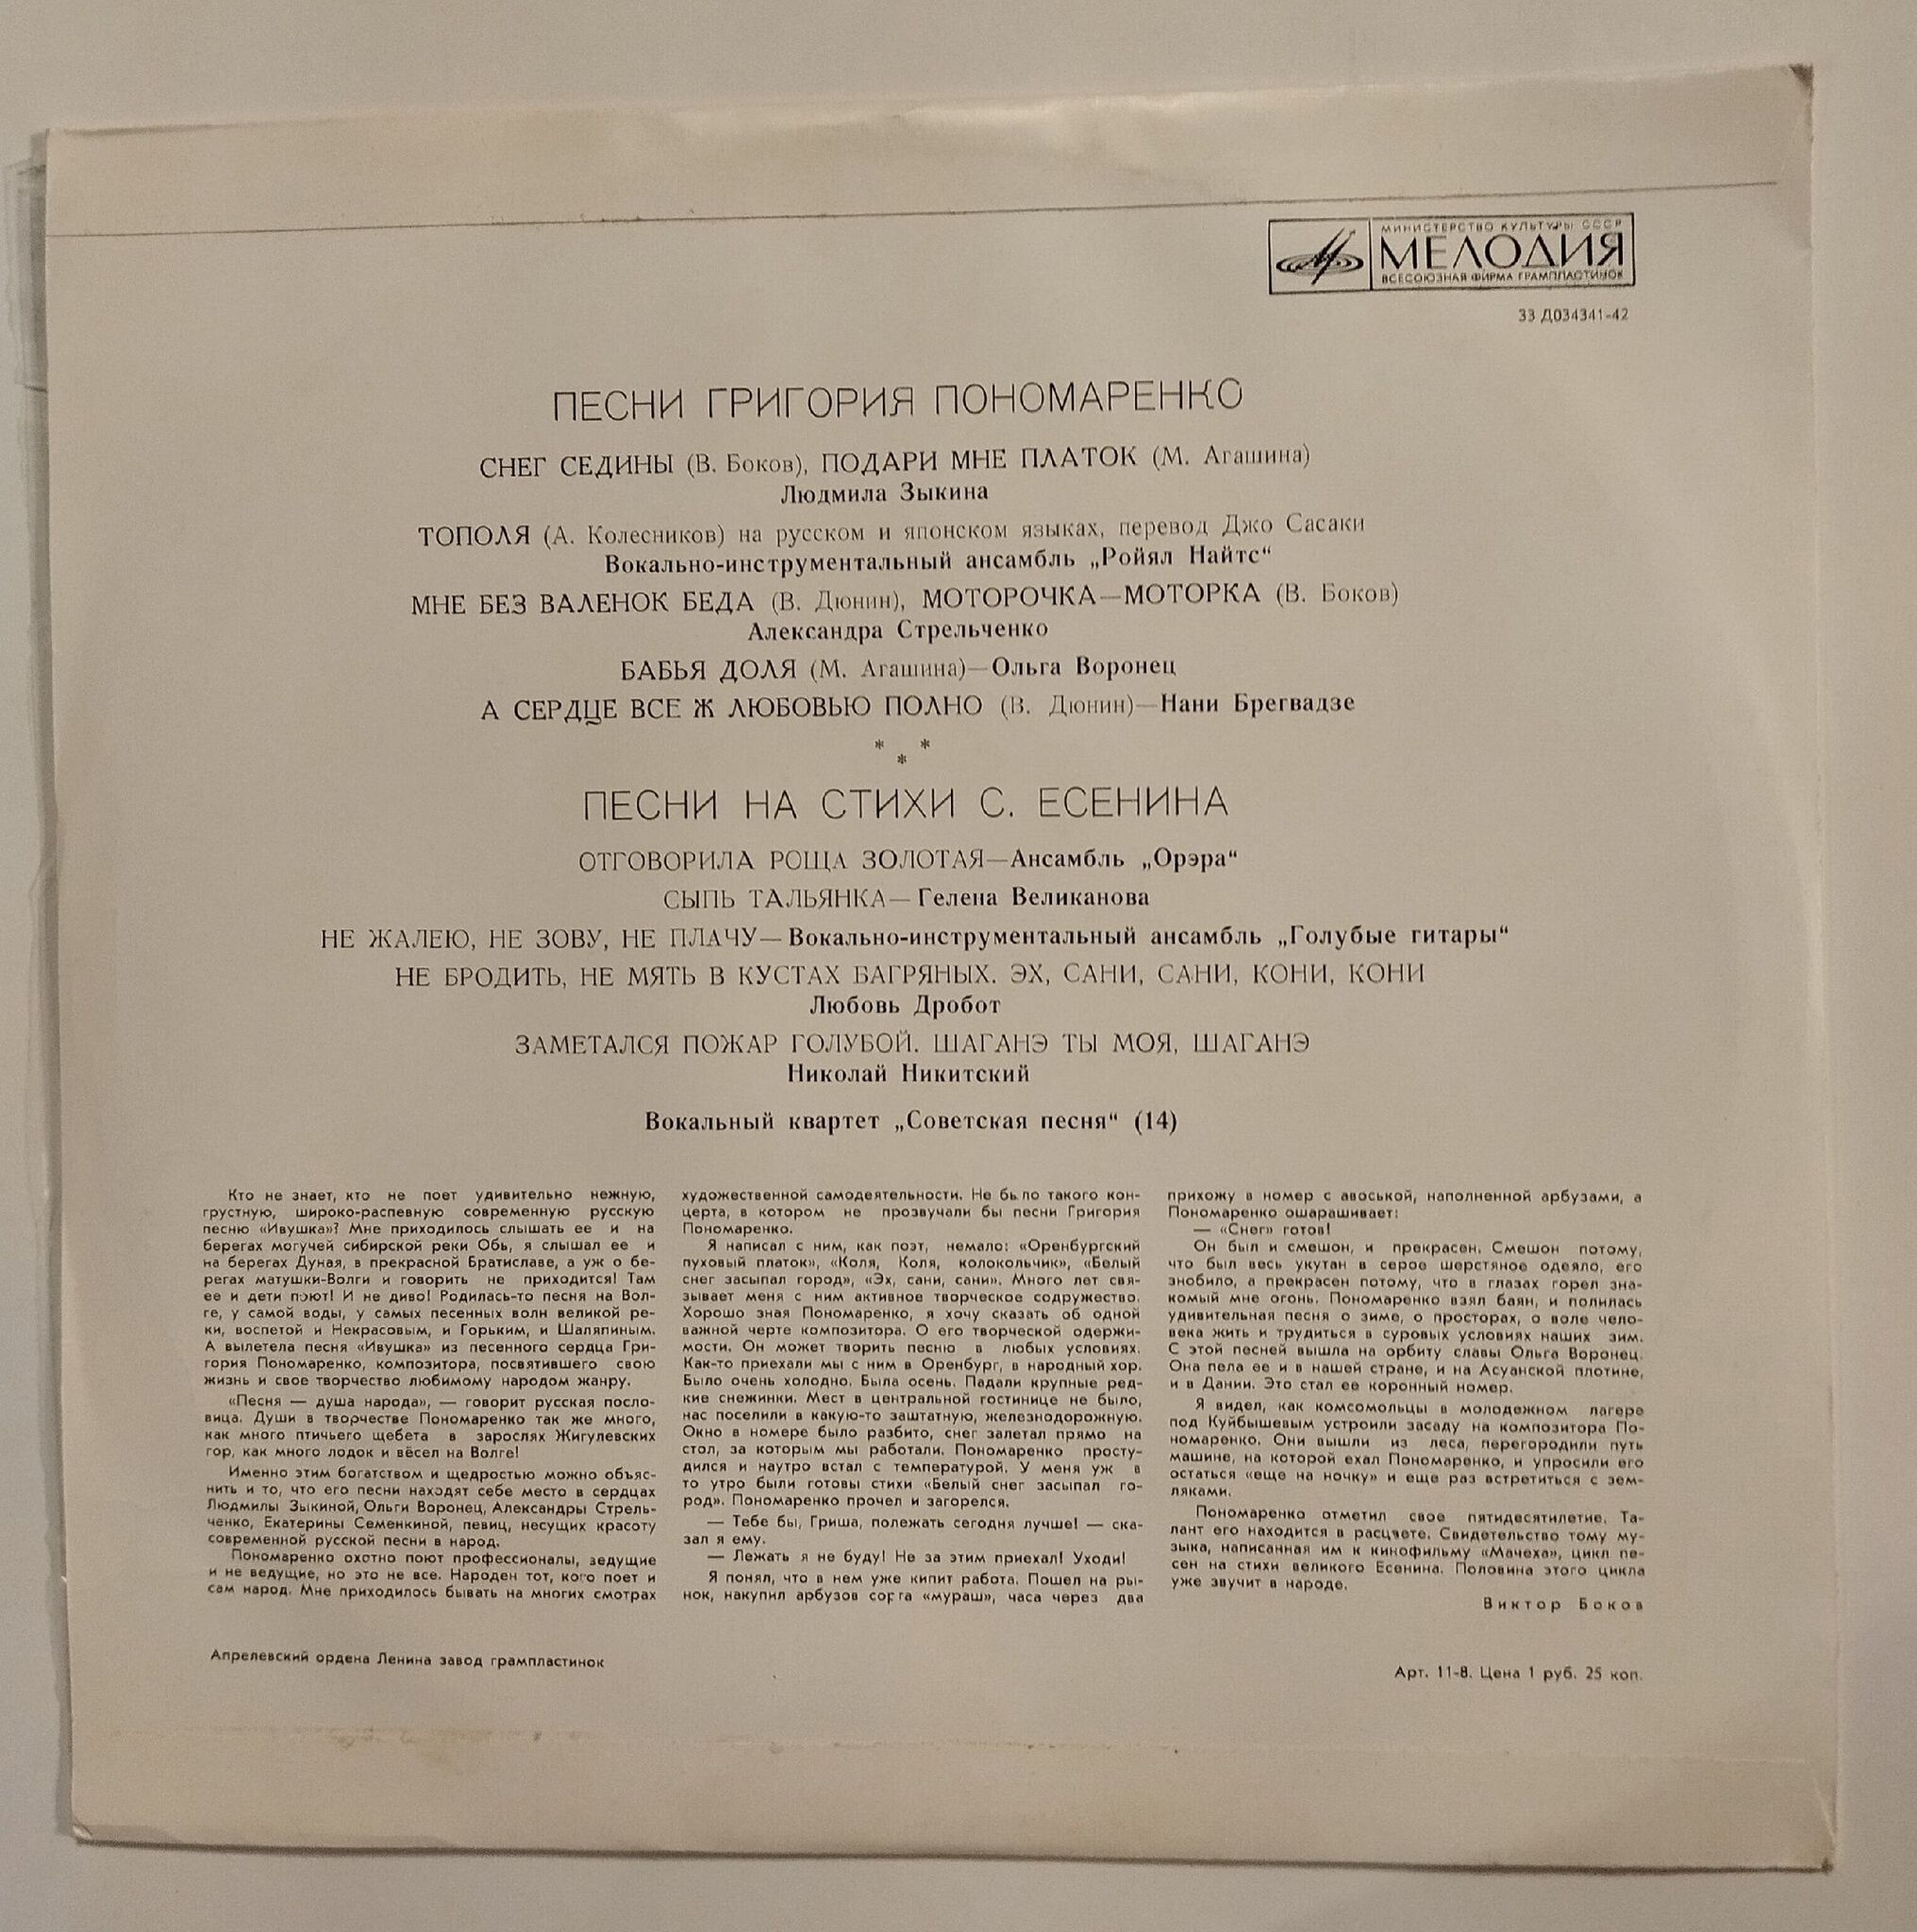 МИНИСТЕРСТВО КУЛЬТУРЫ СССР
МЕЛОДИЯ
ВСЕСОЮЗНАЯ ФИРМА ГРАМПЛАСТИНОК
33 Д034341-42
ПЕСНИ ГРИГОРИЯ ПОНОМАРЕНКО
СНЕГ СЕДИНЫ (В. Боков), ПОДАРИ МНЕ ПЛАТОК (М. Агашина)
Людмила Зыкина
ТОПОЛЯ (А. Колесников) на русском и японском языках, перевод Джо Сасаки
Вокально-инструментальный ансамбль „Ройял Найтс“
МНЕ БЕЗ ВАЛЕНОК БЕДА (В. Дюнин), МОТОРОЧКА—МОТОРКА (В. Боков)
Александра Стрельченко
БАБЬЯ ДОЛЯ (М. Агашина)—Ольга Воронец
А СЕРДЦЕ ВСЕ Ж ЛЮБОВЬЮ ПОЛНО (В. Дюнин)—Нани Брегвадзе
* * *
ПЕСНИ НА СТИХИ С. ЕСЕНИНА
ОТГОВОРИЛА РОЩА ЗОЛОТАЯ—Ансамбль „Орэра“
СЫПЬ ТАЛЬЯНКА—Гелена Великанова
НЕ ЖАЛЕЮ, НЕ ЗОВУ, НЕ ПЛАЧУ—Вокально-инструментальный ансамбль „Голубые гитары“
НЕ БРОДИТЬ, НЕ МЯТЬ В КУСТАХ БАГРЯНЫХ. ЭХ, САНИ, САНИ, КОНИ, КОНИ
Любовь Дробот
ЗАМЕТАЛСЯ ПОЖАР ГОЛУБОЙ. ШАГАНЭ ТЫ МОЯ, ШАГАНЭ
Николай Никитский
Вокальный квартет „Советская песня“ (14)
Кто не знает, кто не поет удивительно нежную,
грустную, широко-распевную современную русскую
песню «Ивушка»? Мне приходилось слышать ее и на
берегах могучей сибирской реки Обь, я слышал ее и
на берегах Дуная, в прекрасной Братиславе, а уж о бе-
регах матушки-Волги и говорить не приходится! Там
ее и дети поют! И не диво! Родилась-то песня на Вол-
ге, у самой воды, у самых песенных волн великой ре-
ки, воспетой и Некрасовым, и Горьким, и Шаляпиным.
А вылетела песня «Ивушка» из песенного сердца Гри-
гория Пономаренко, композитора, посвятившего свою
жизнь и свое творчество любимому народом жанру.
«Песня — душа народа», — говорит русская посло-
вица. Души в творчестве Пономаренко так же много,
как много птичьего щебета в зарослях Жигулевских
гор, как много лодок и вёсел на Волге!
Именно этим богатством и щедростью можно объяс-
нить и то, что его песни находят себе место в сердцах
Людмилы Зыкиной, Ольги Воронец, Александры Стрель-
ченко, Екатерины Семенкиной, певиц, несущих красоту
современной русской песни в народ.
Пономаренко охотно поют профессионалы, ведущие
и не ведущие, но это не все. Народен тот, кого поет и
сам народ. Мне приходилось бывать на многих смотрах
художественной самодеятельности. Не было такого кон-
церта, в котором не прозвучали бы песни Григория
Пономаренко.
Я написал с ним, как поэт, немало: «Оренбургский
пуховый платок», «Коля, Коля, колокольчик», «Белый
снег засыпал город», «Эх, сани, сани». Много лет свя-
зывает меня с ним активное творческое содружество.
Хорошо зная Пономаренко, я хочу сказать об одной
важной черте композитора. О его творческой одержи-
мости. Он может творить песню в любых условиях.
Как-то приехали мы с ним в Оренбург, в народный хор.
Было очень холодно. Была осень. Падали крупные ред-
кие снежинки. Мест в центральной гостинице не было,
нас поселили в какую-то заштатную, железнодорожную.
Окно в номере было разбито, снег залетал прямо на
стол, за которым мы работали. Пономаренко просту-
дился и наутро встал с температурой. У меня уж в
то утро были готовы стихи «Белый снег засыпал го-
род». Пономаренко прочел и загорелся.
— Тебе бы, Гриша, полежать сегодня лучше! — ска-
зал я ему.
— Лежать я не буду! Не за этим приехал! Уходи!
Я понял, что в нем уже кипит работа. Пошел на ры-
нок, накупил арбузов сорта «мураш», часа через два
прихожу в номер с авоськой, наполненной арбузами, а
Пономаренко ошарашивает:
— «Снег» готов!
Он был и смешон, и прекрасен. Смешон потому,
что был весь укутан в серое шерстяное одеяло, его
знобило, а прекрасен потому, что в глазах горел зна-
комый мне огонь. Пономаренко взял баян, и полилась
удивительная песня о зиме, о просторах, о воле чело-
века жить и трудиться в суровых условиях наших зим.
С этой песней вышла на орбиту славы Ольга Воронец.
Она пела ее и в нашей стране, и на Асуанской плотине,
и в Дании. Это стал ее коронный номер.
Я видел, как комсомольцы в молодежном лагере
под Куйбышевым устроили засаду на композитора По-
номаренко. Они вышли из леса, перегородили путь
машине, на которой ехал Пономаренко, и упросили его
остаться «еще на ночку» и еще раз встретиться с зем-
ляками.
Пономаренко отметил свое пятидесятилетие. Та-
лант его находится в расцвете. Свидетельство тому му-
зыка, написанная им к кинофильму «Мачеха», цикл пе-
сен на стихи великого Есенина. Половина этого цикла
уже звучит в народе.
Виктор Боков
Апрелевский ордена Ленина завод грампластинок
Арт. 11-8. Цена 1 руб. 25 коп.